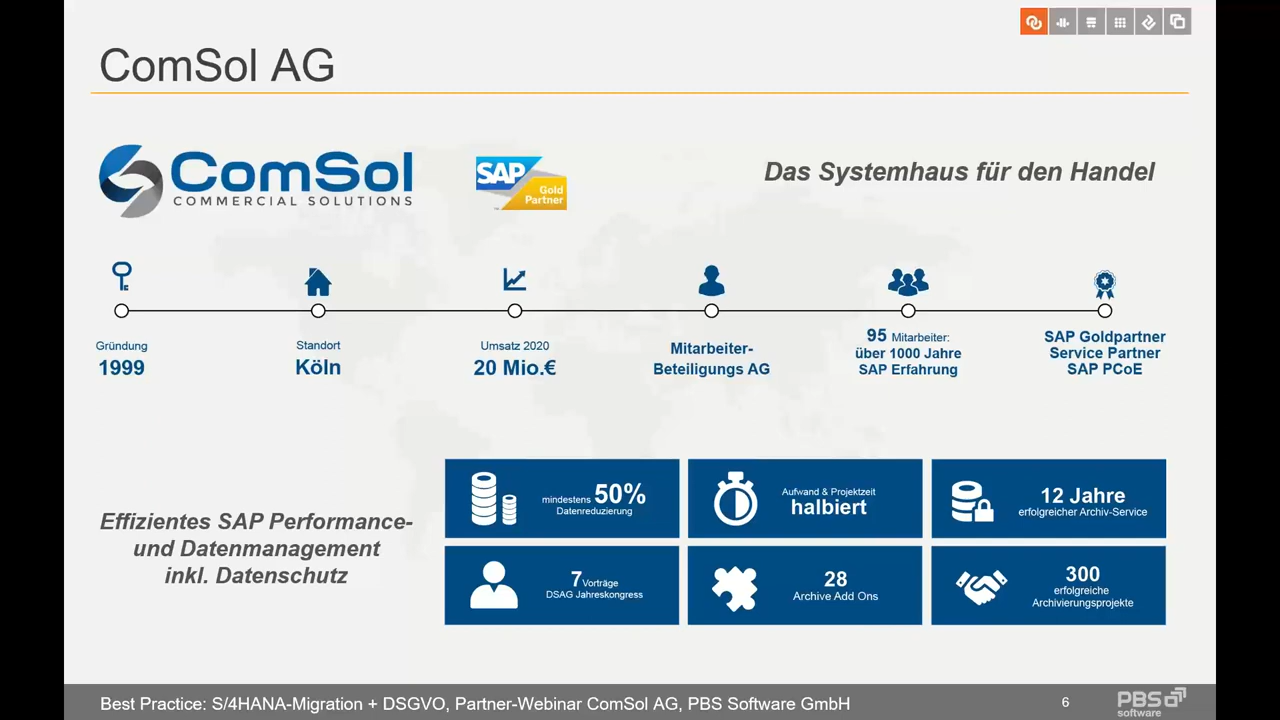 ComSol AG
ComSol
COMMERCIAL SOLUTIONS
SAP
Gold
Partner
Das Systemhaus für den Handel
Gründung
1999
Standort
Köln
Umsatz 2020
20 Mio.€
Mitarbeiter-
Beteiligungs AG
95 Mitarbeiter:
über 1000 Jahre
SAP Erfahrung
SAP Goldpartner
Service Partner
SAP PCoE
Effizientes SAP Performance-
und Datenmanagement
inkl. Datenschutz
mindestens 50%
Datenreduzierung
Aufwand & Projektzeit
halbiert
12 Jahre
erfolgreicher Archiv-Service
7 Vorträge
DSAG Jahreskongress
28
Archive Add Ons
300
erfolgreiche
Archivierungsprojekte
Best Practice: S/4HANA-Migration + DSGVO, Partner-Webinar ComSol AG, PBS Software GmbH
6
PBS
software